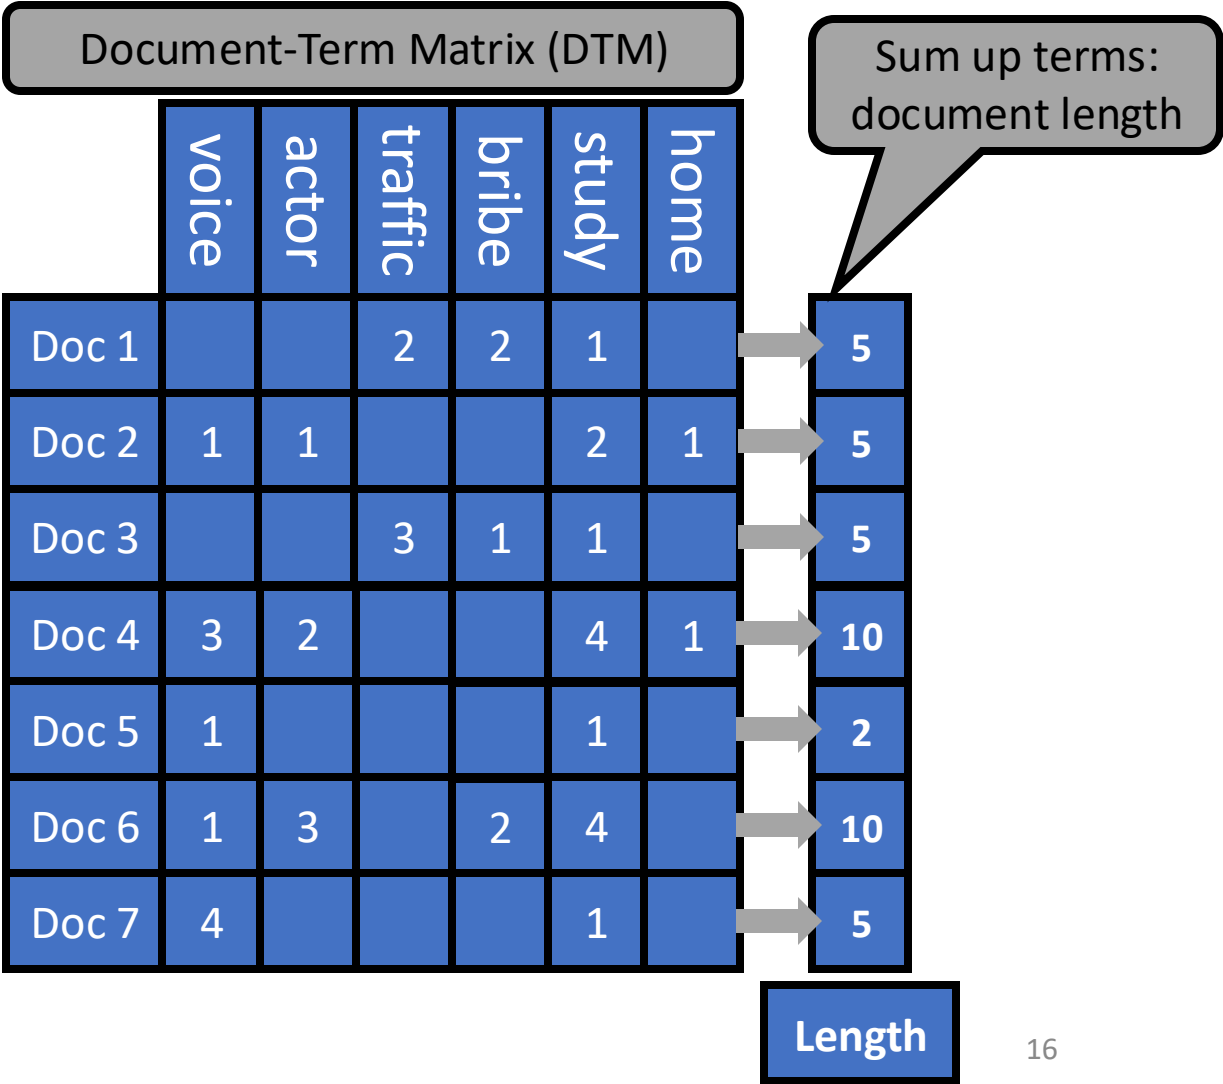 Document-Term Matrix (DTM)
Sum up terms:
document length
voice actor traffic bribe study home
Doc 1 2 2 1 5
Doc 2 1 1 2 1 5
Doc 3 3 1 1 5
Doc 4 3 2 4 1 10
Doc 5 1 1 2
Doc 6 1 3 2 4 10
Doc 7 4 1 5
Length
16